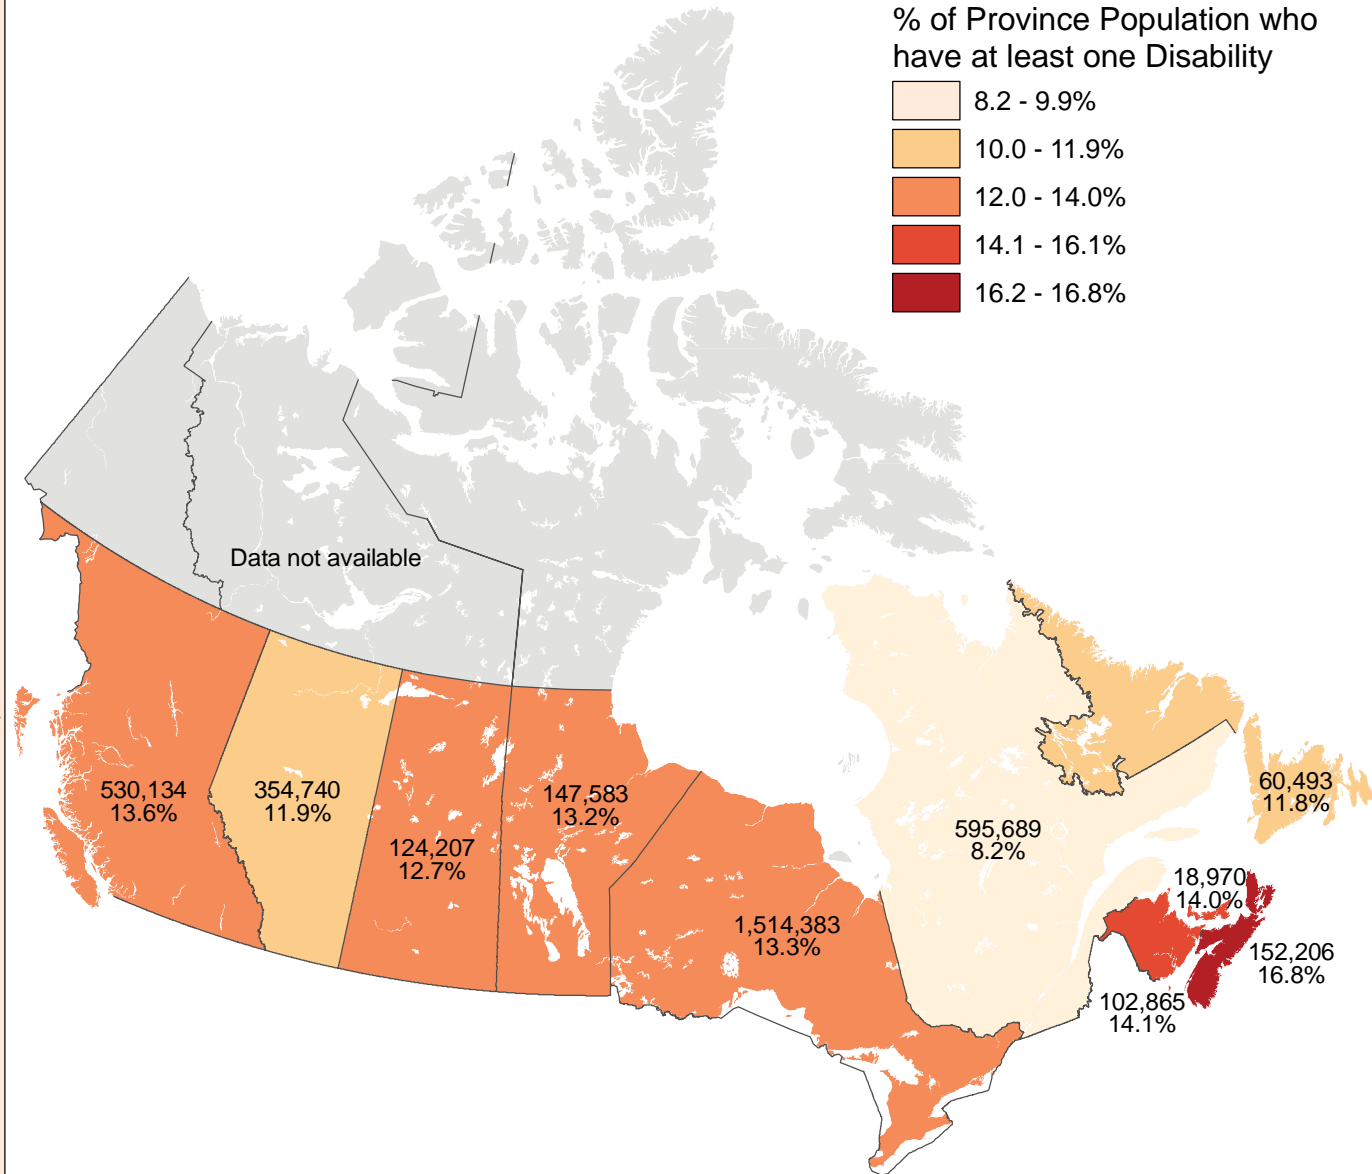 % of Province Population who
have at least one Disability
8.2 - 9.9%
10.0 - 11.9%
12.0 - 14.0%
14.1 - 16.1%
16.2 - 16.8%
Data not available
530,134
13.6%
354,740
11.9%
124,207
12.7%
147,583
13.2%
1,514,383
13.3%
595,689
8.2%
60,493
11.8%
18,970
14.0%
152,206
16.8%
102,865
14.1%